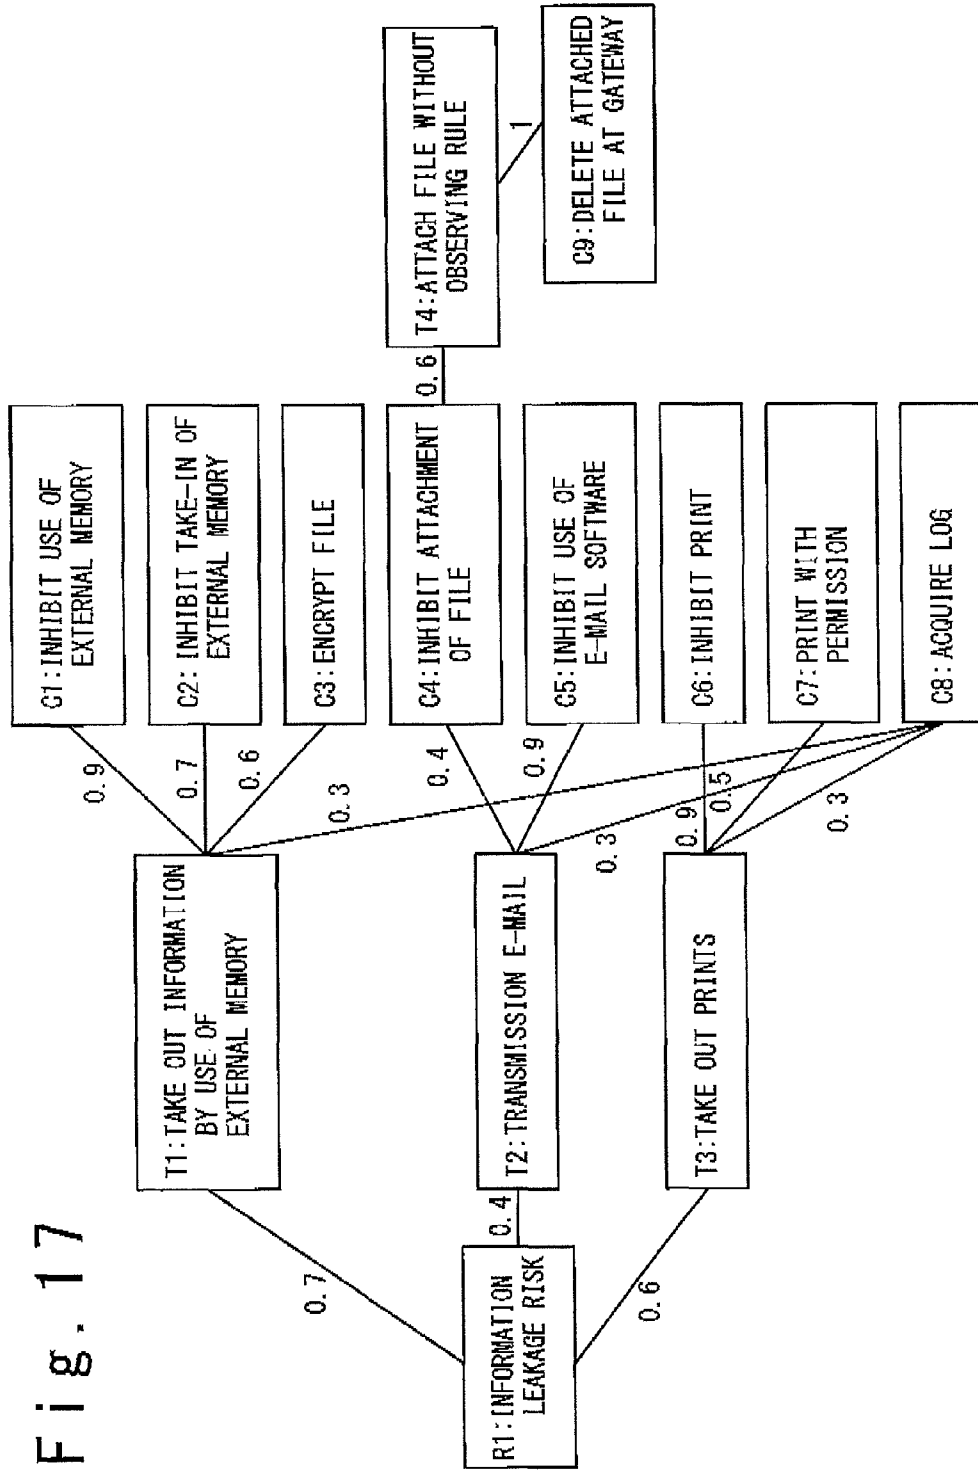 Fig. 17
R1:INFORMATION
LEAKAGE RISK
0.7
0.4
0.6
T1:TAKE OUT INFORMATION
BY USE OF
EXTERNAL MEMORY
T2:TRANSMISSION E-MAIL
T3:TAKE OUT PRINTS
0.9
0.7
0.6
0.3
0.4
0.9
0.3
0.9
0.5
0.3
C1:INHIBIT USE OF
EXTERNAL MEMORY
C2:INHIBIT TAKE-IN OF
EXTERNAL MEMORY
C3:ENCRYPT FILE
C4:INHIBIT ATTACHMENT
OF FILE
C5:INHIBIT USE OF
E-MAIL SOFTWARE
C6:INHIBIT PRINT
C7:PRINT WITH
PERMISSION
C8:ACQUIRE LOG
0.6
T4:ATTACH FILE WITHOUT
OBSERVING RULE
1
C9:DELETE ATTACHED
FILE AT GATEWAY